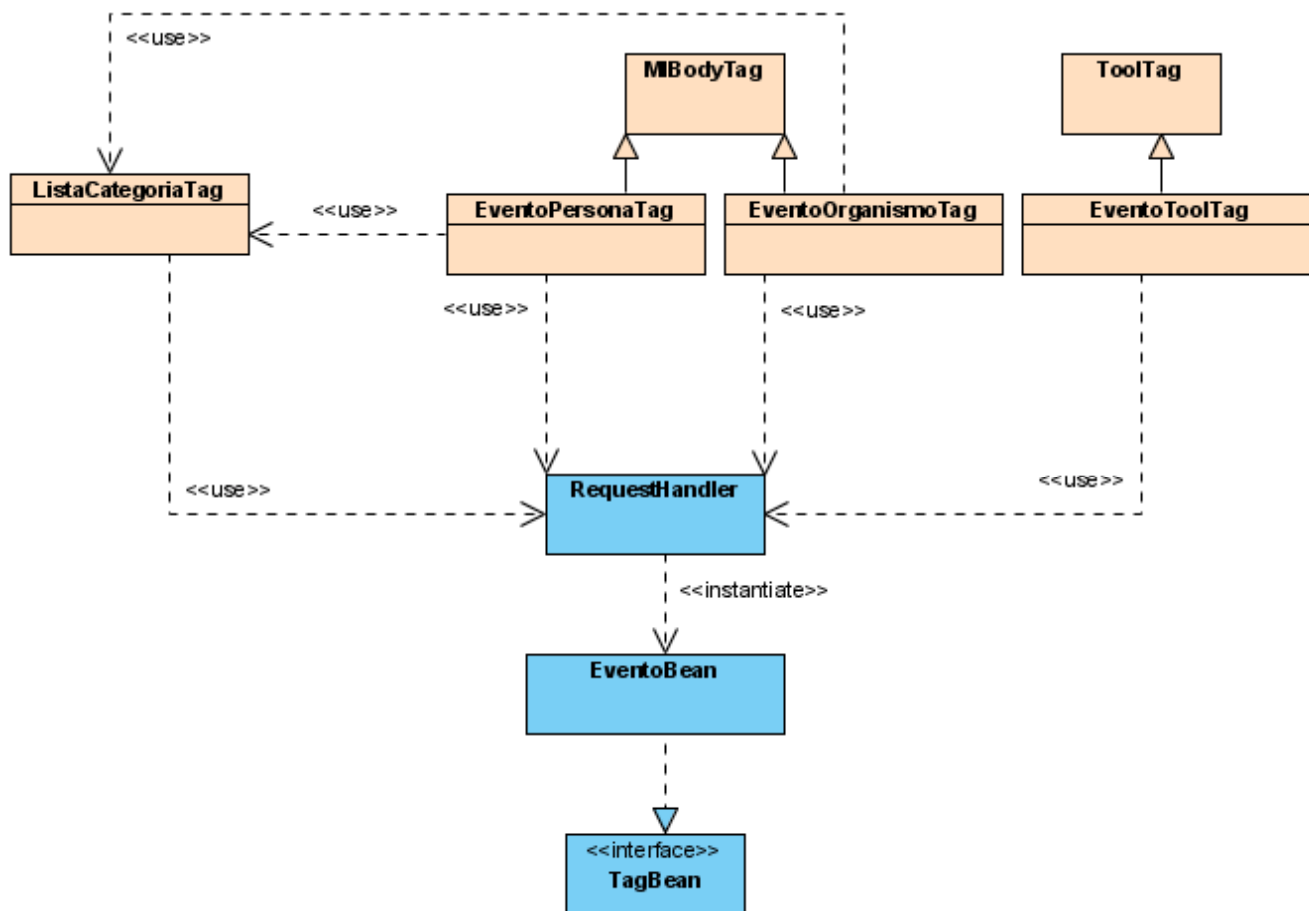 <<use>>
MIBodyTag
ToolTag
ListaCategoriaTag
<<use>>
EventoPersonaTag
EventoOrganismoTag
EventoToolTag
<<use>>
<<use>>
<<use>>
<<use>>
RequestHandler
<<instantiate>>
EventoBean
<<interface>>
TagBean